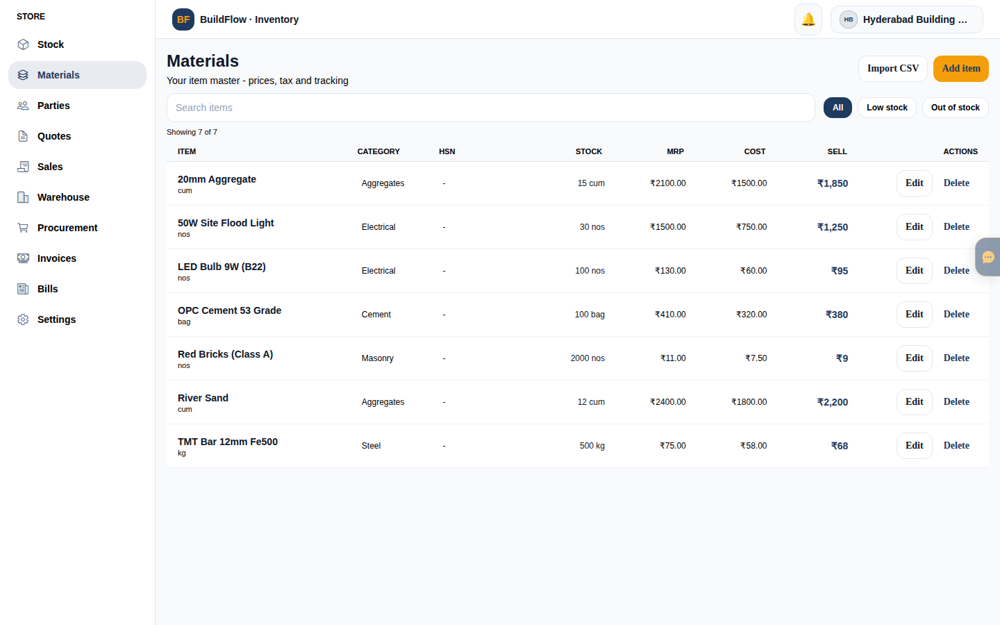 STORE
Stock
Materials
Parties
Quotes
Sales
Warehouse
Procurement
Invoices
Bills
Settings
BF BuildFlow · Inventory
HB Hyderabad Building ...
Materials
Your item master - prices, tax and tracking
Import CSV Add item
Search items
All Low stock Out of stock
Showing 7 of 7
ITEM CATEGORY HSN STOCK MRP COST SELL ACTIONS
20mm Aggregate
cum
Aggregates - 15 cum ₹2100.00 ₹1500.00 ₹1,850 Edit Delete
50W Site Flood Light
nos
Electrical - 30 nos ₹1500.00 ₹750.00 ₹1,250 Edit Delete
LED Bulb 9W (B22)
nos
Electrical - 100 nos ₹130.00 ₹60.00 ₹95 Edit Delete
OPC Cement 53 Grade
bag
Cement - 100 bag ₹410.00 ₹320.00 ₹380 Edit Delete
Red Bricks (Class A)
nos
Masonry - 2000 nos ₹11.00 ₹7.50 ₹9 Edit Delete
River Sand
cum
Aggregates - 12 cum ₹2400.00 ₹1800.00 ₹2,200 Edit Delete
TMT Bar 12mm Fe500
kg
Steel - 500 kg ₹75.00 ₹58.00 ₹68 Edit Delete